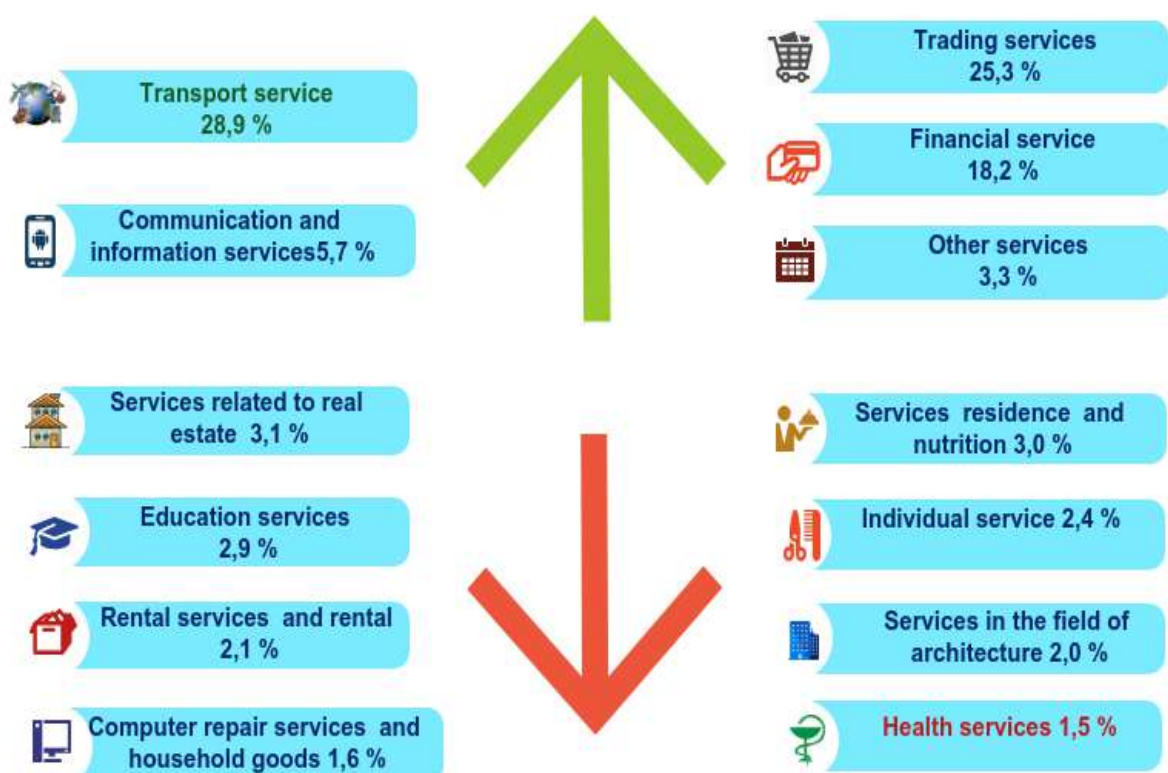 Transport service
28,9 %
Communication and
information services5,7 %
Trading services
25,3 %
Financial service
18,2 %
Other services
3,3 %
Services related to real
estate 3,1 %
Education services
2,9 %
Rental services and rental
2,1 %
Computer repair services and
household goods 1,6 %
Services residence and
nutrition 3,0 %
Individual service 2,4 %
Services in the field of
architecture 2,0 %
Health services 1,5 %